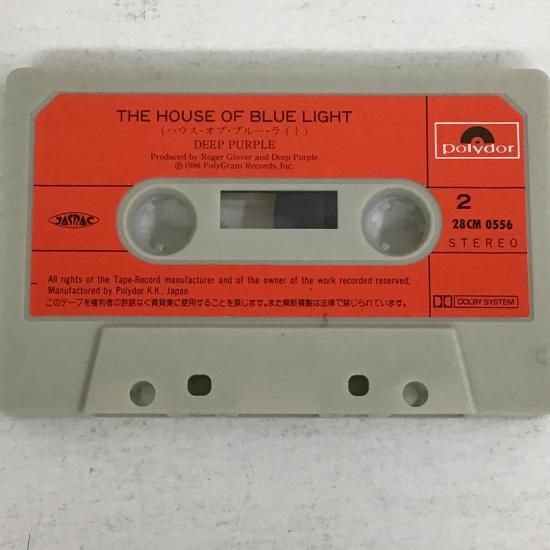 THE HOUSE OF BLUE LIGHT
(ハウス・オブ・ブルー・ライト)
DEEP PURPLE
Produced by Roger Glover and Deep Purple
℗1986 PolyGram Records, Inc.
polydor
JASRAC
2
28CM 0556
STEREO
All rights of the Tape-Record manufacturer and of the owner of the work recorded reserved;
Manufactured by Polydor K.K., Japan
このテープを権利者の許諾なく賃貸業に使用することを禁じます。また無断複製は法律で禁じられています。
DOLBY SYSTEM